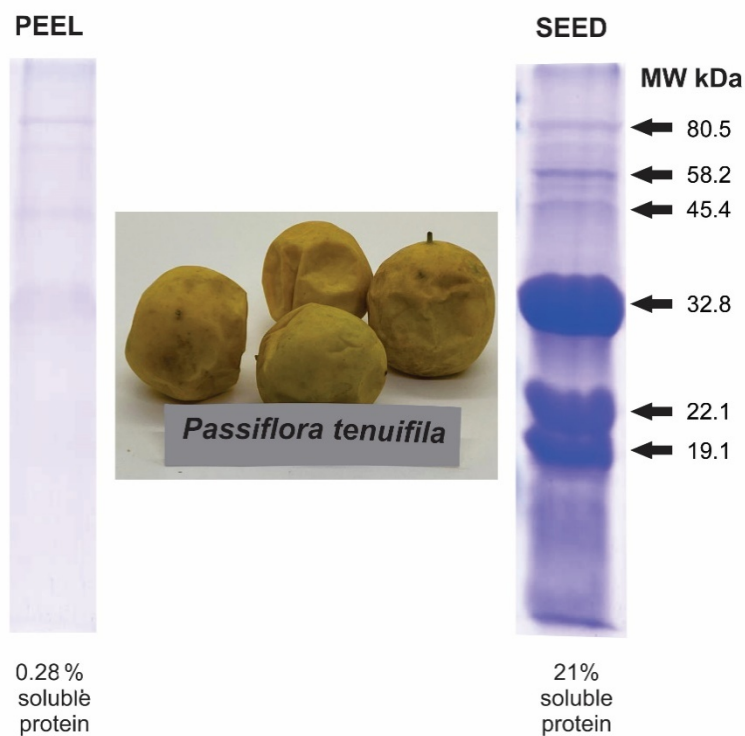 PEEL
SEED
MW kDa
80.5
58.2
45.4
32.8
22.1
19.1
Passiflora tenuifila
0.28 %
soluble
protein
21%
soluble
protein